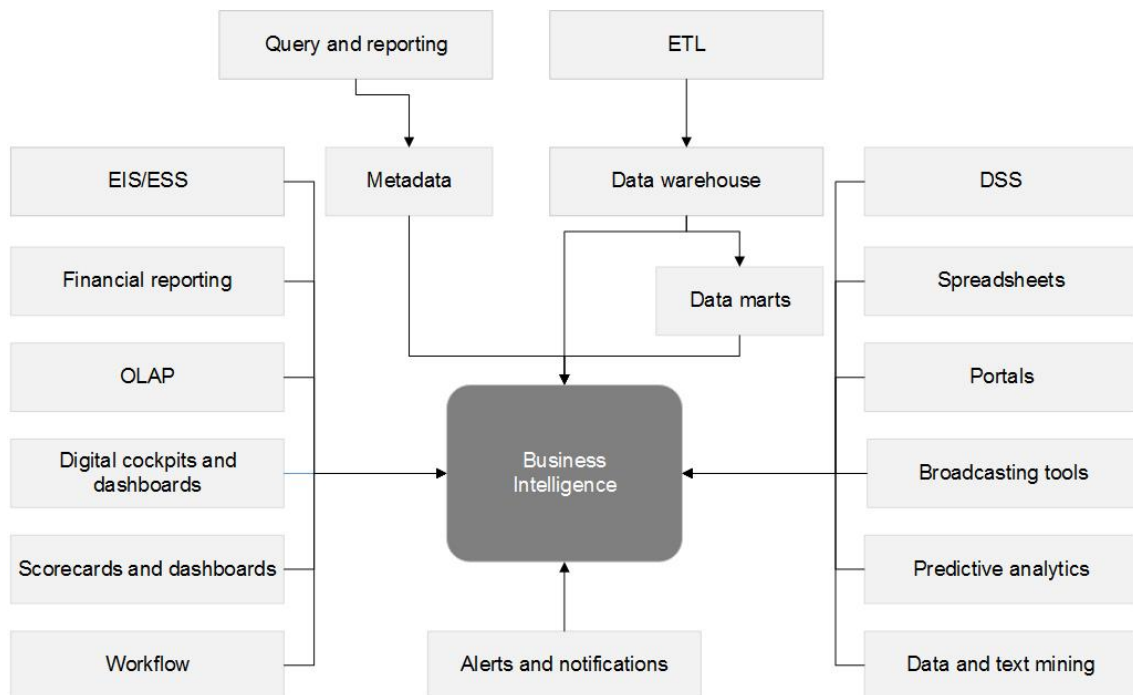 Query and reporting
ETL
EIS/ESS
Metadata
Data warehouse
DSS
Financial reporting
Data marts
Spreadsheets
OLAP
Portals
Digital cockpits and
dashboards
Business
Intelligence
Broadcasting tools
Scorecards and dashboards
Predictive analytics
Workflow
Alerts and notifications
Data and text mining